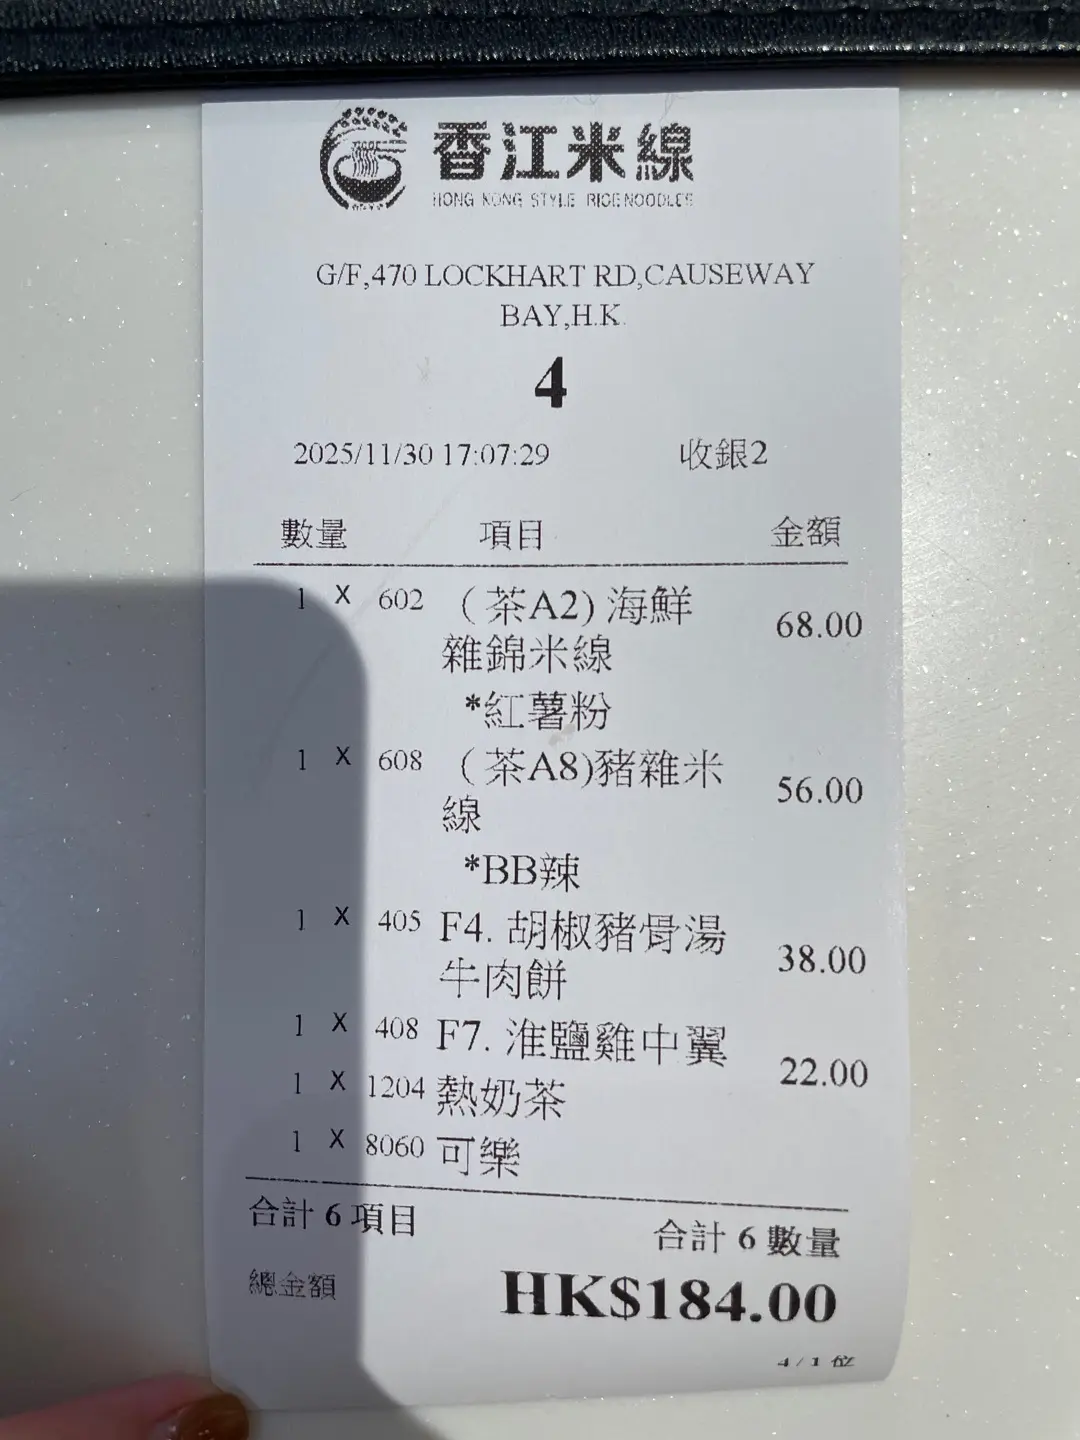 香江米線
HONG KONG STYLE RICE NOODLES
G/F,470 LOCKHART RD,CAUSEWAY
BAY,H.K.
4
2025/11/30 17:07:29 收銀2
數量 項目 金額
1 X 602 （茶A2) 海鮮
雜錦米線 68.00
*紅薯粉
1 X 608 （茶A8)豬雜米
線 56.00
*BB辣
1 X 405 F4. 胡椒豬骨湯
牛肉餅 38.00
1 X 408 F7. 淮鹽雞中翼 22.00
1 X 1204 熱奶茶
1 X 8060 可樂
合計 6 項目 合計 6 數量
總金額 HK$184.00
4/1 位